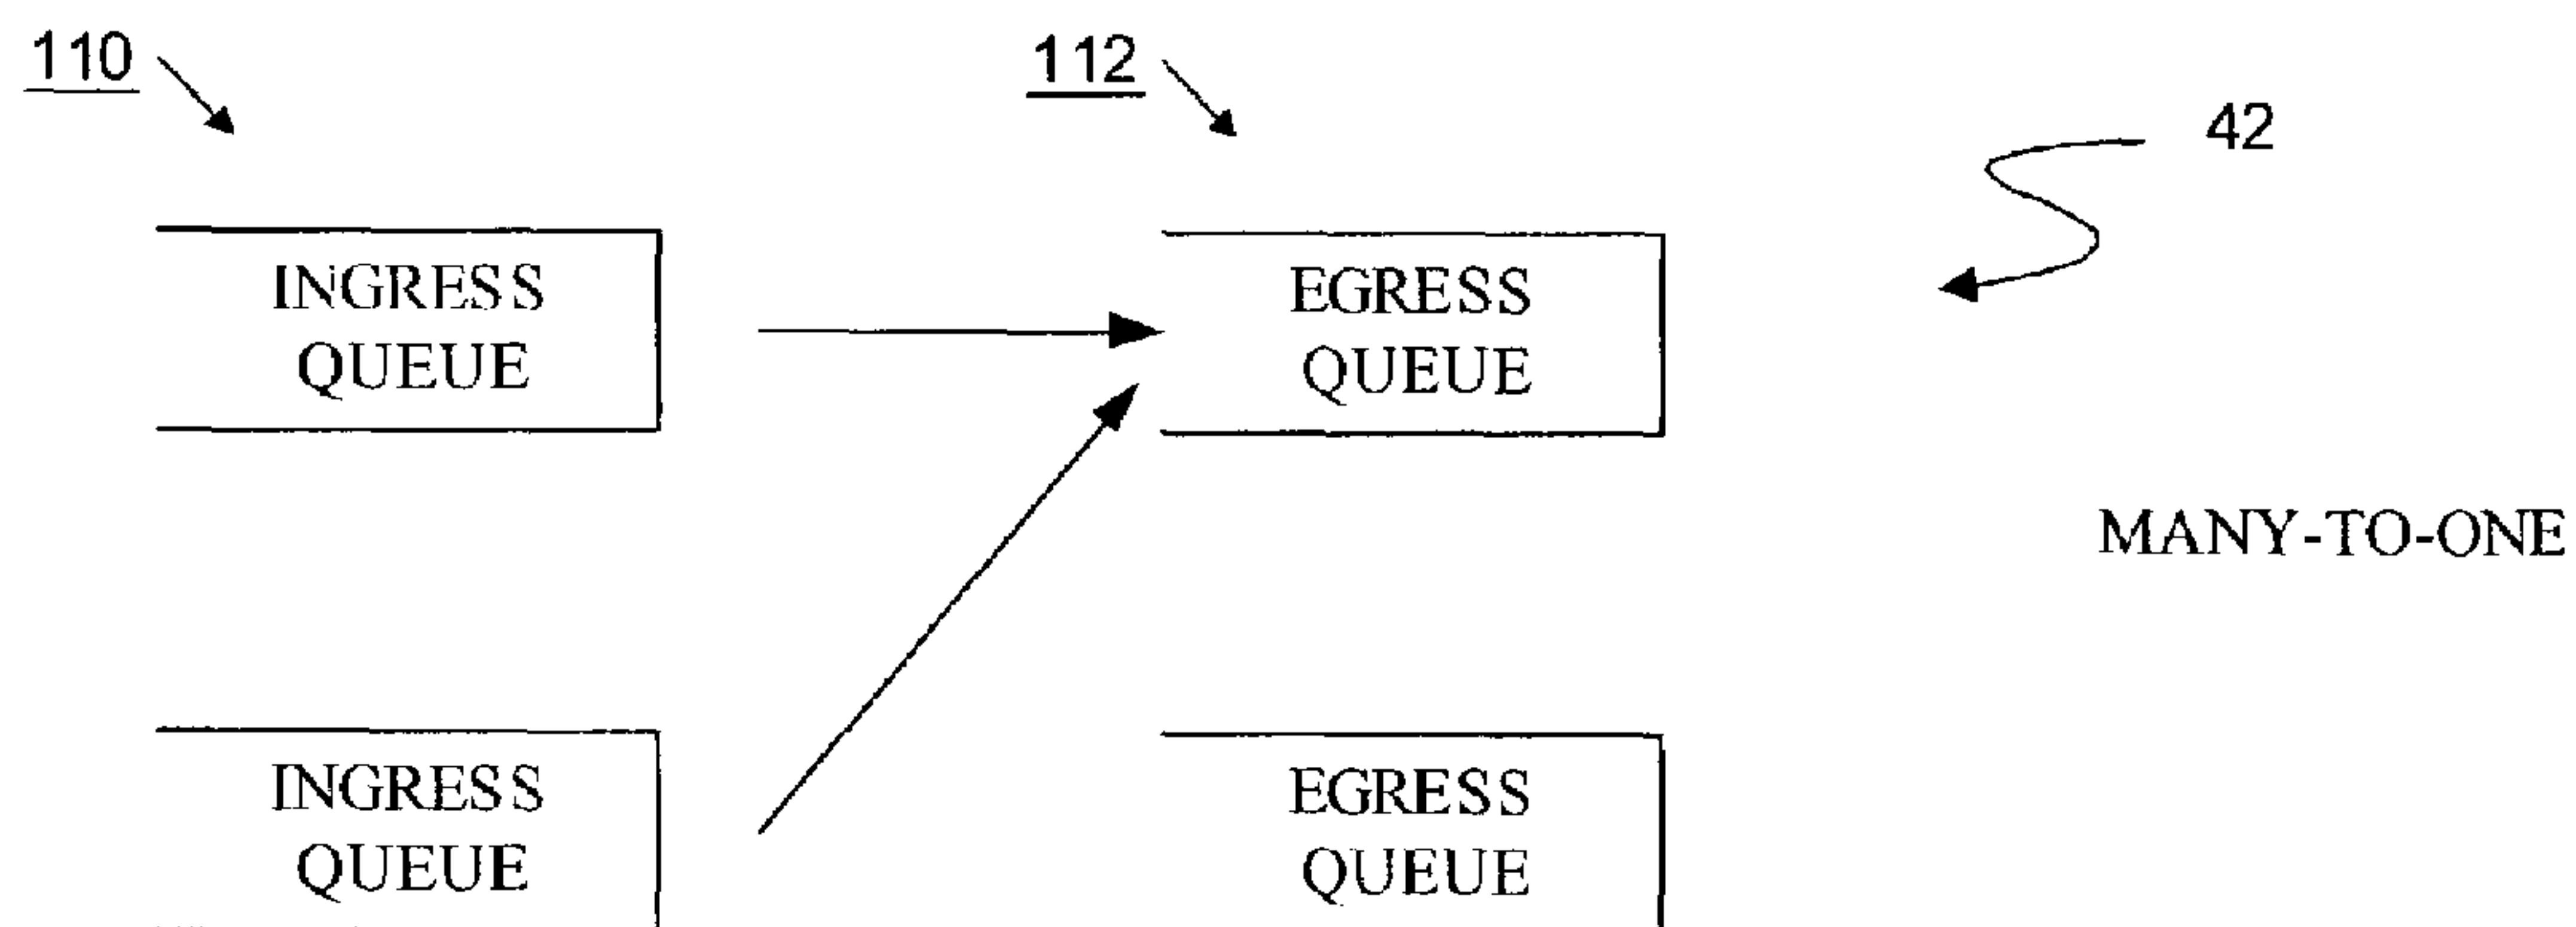 110
112
42
INGRESS
QUEUE
EGRESS
QUEUE
MANY-TO-ONE
INGRESS
QUEUE
EGRESS
QUEUE